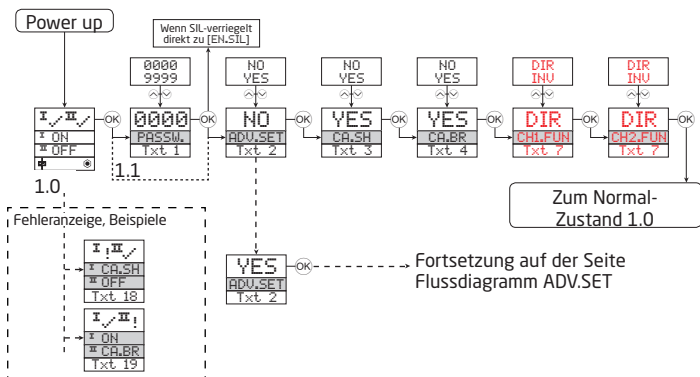 Power up
Wenn SIL-verriegelt
direkt zu [EN.SIL]
0000
9999
NO
YES
NO
YES
NO
YES
DIR
INV
DIR
INV
I ✓ II ✓
I ON
II OFF
OK
0000
PASSW.
Txt 1
OK
NO
ADV.SET
Txt 2
OK
YES
CA.SH
Txt 3
OK
YES
CA.BR
Txt 4
OK
DIR
CH1.FUN
Txt 7
OK
DIR
CH2.FUN
Txt 7
OK
1.0
1.1
Zum Normal-
Zustand 1.0
Fehleranzeige, Beispiele
I ! II ✓
I CA.SH
II OFF
Txt 18
I ✓ II !
I ON
II CA.BR
Txt 19
YES
ADV.SET
Txt 2
OK
Fortsetzung auf der Seite
Flussdiagramm ADV.SET